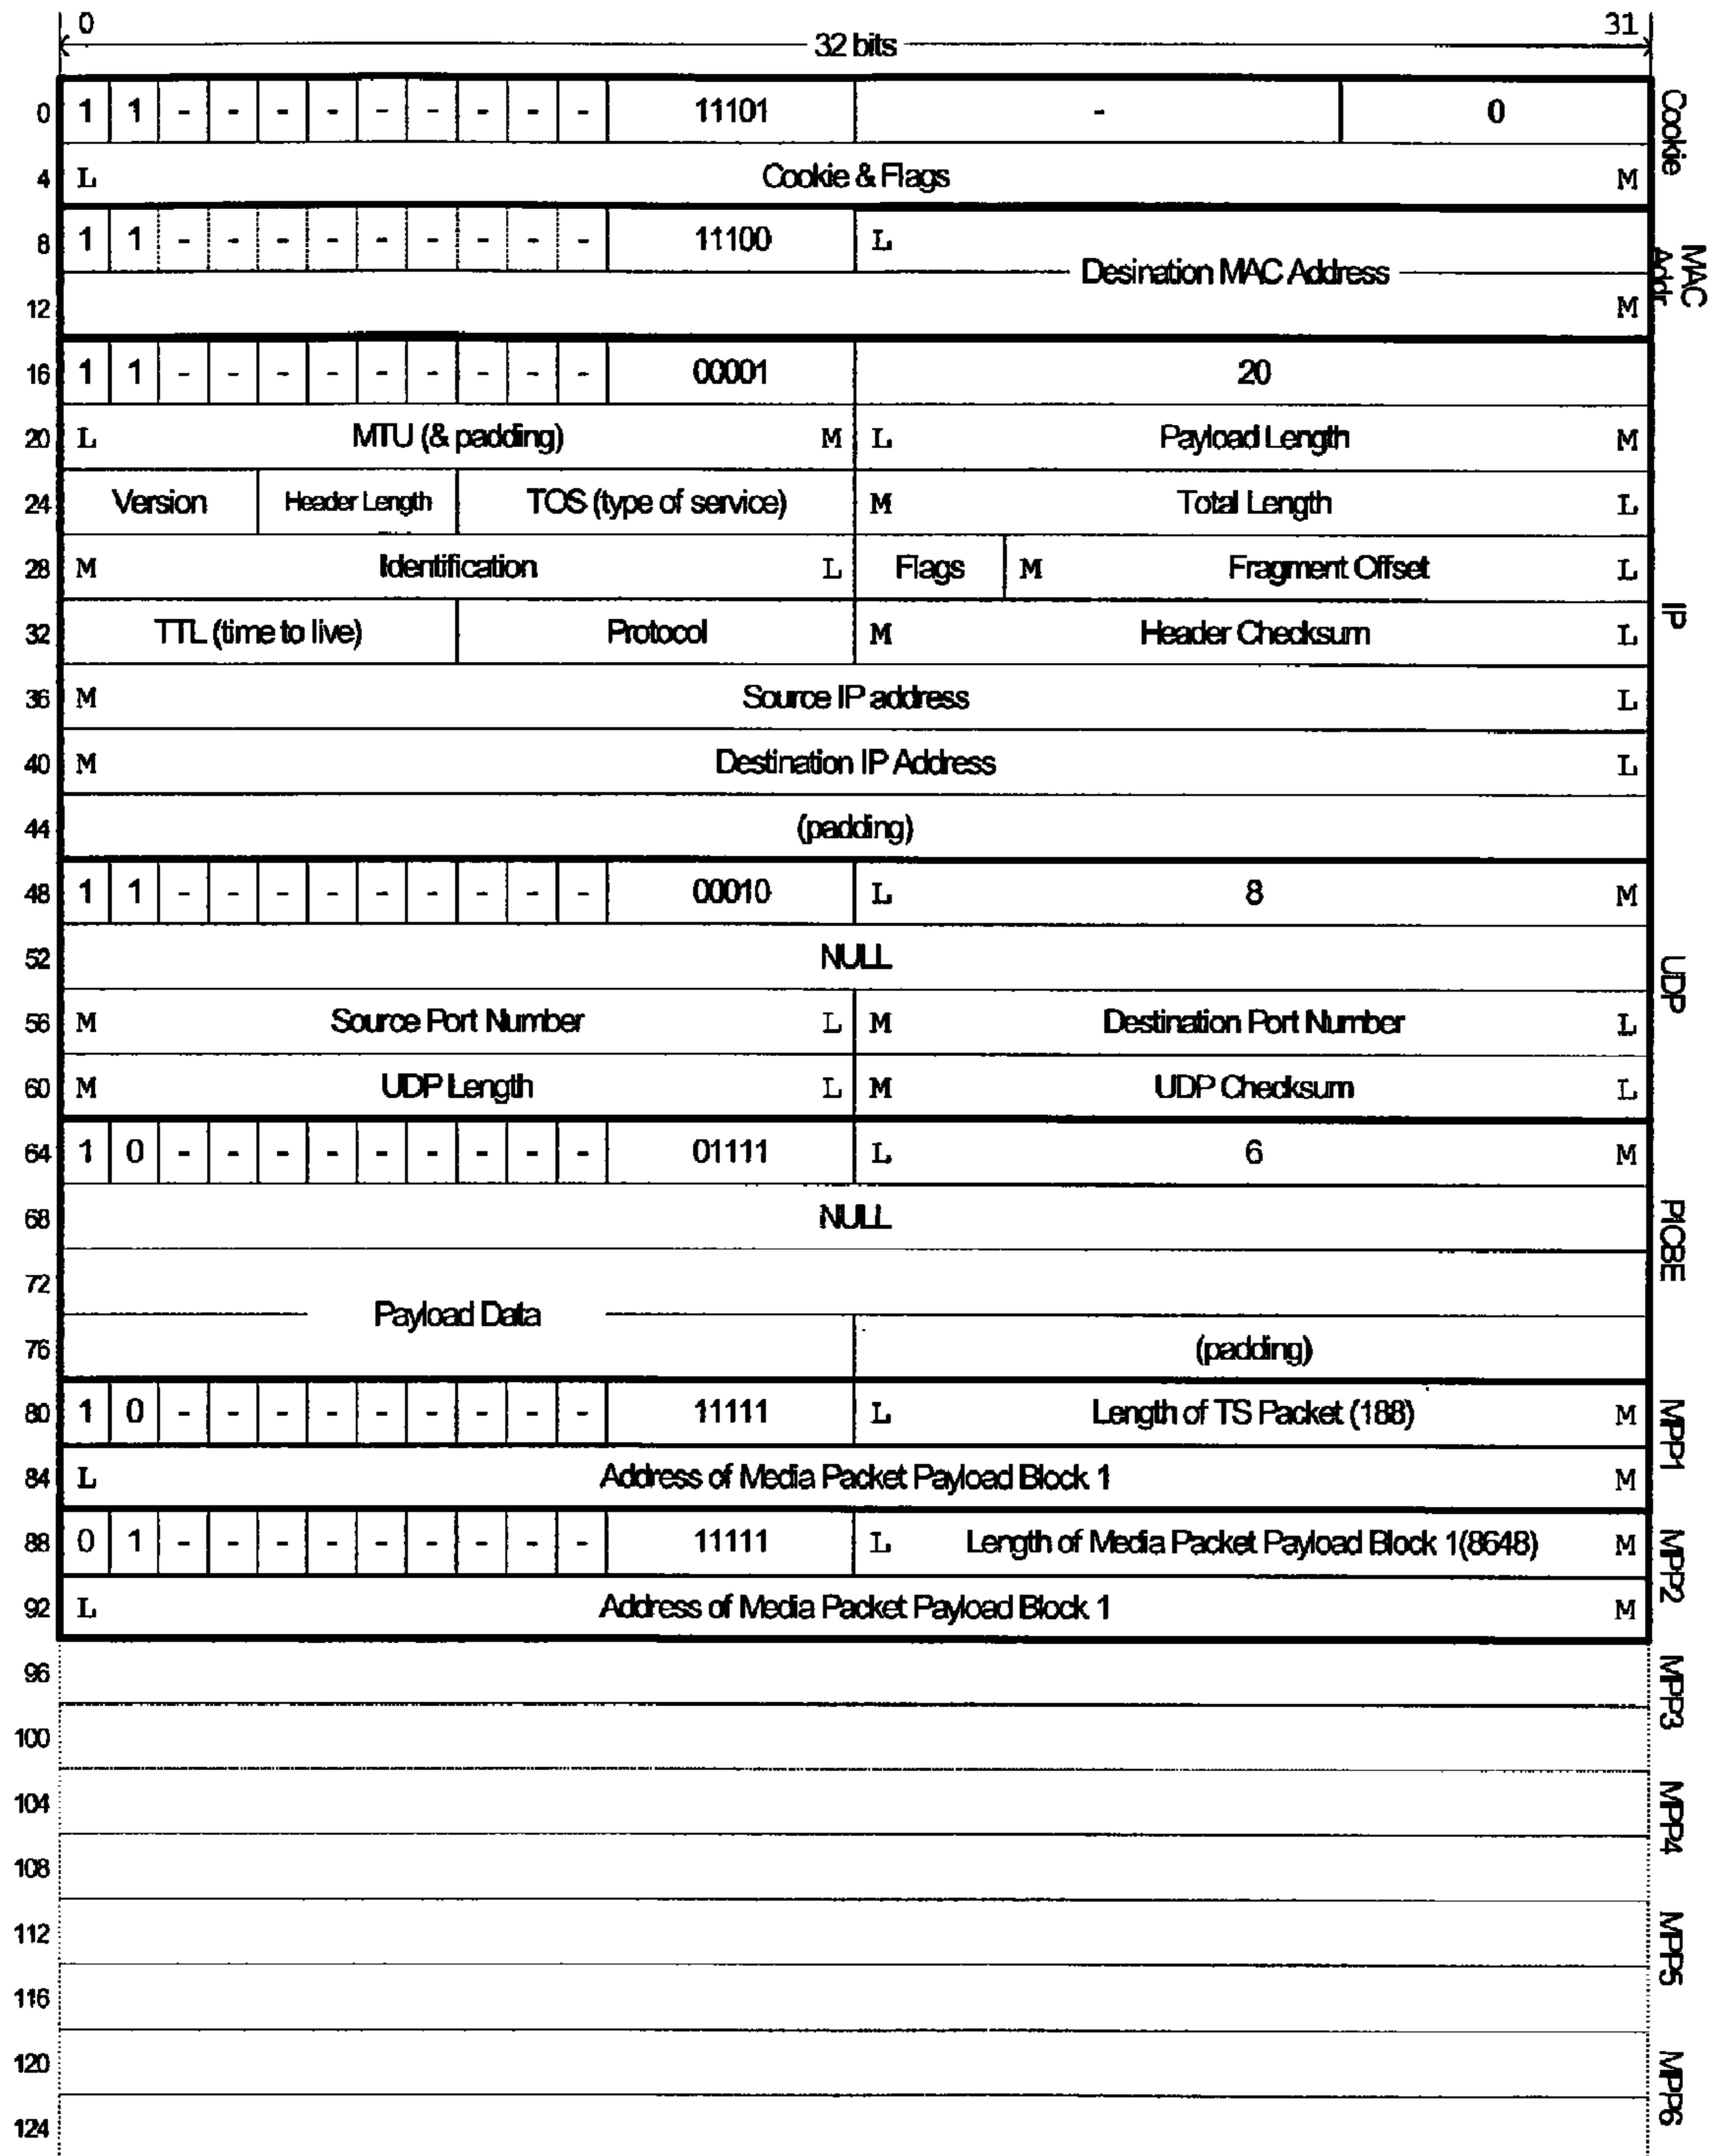 0 31
32 bits
0 1 1 - - - - - - - - - 11101 - 0
Cookie
4 L Cookie & Flags M
8 1 1 - - - - - - - - - 11100 L
Desination MAC Address
MAC Addr.
12 M
16 1 1 - - - - - - - - - 00001 20
20 L MTU (& padding) M L Payload Length M
24 Version Header Length TOS (type of service) M Total Length L
28 M Identification L Flags M Fragment Offset L
IP
32 TTL (time to live) Protocol M Header Checksum L
36 M Source IP address L
40 M Destination IP Address L
44 (padding)
48 1 1 - - - - - - - - - 00010 L 8 M
52 NULL
UDP
56 M Source Port Number L M Destination Port Number L
60 M UDP Length L M UDP Checksum L
64 1 0 - - - - - - - - - 01111 L 6 M
68 NULL
PICBE
72
Payload Data
76 (padding)
80 1 0 - - - - - - - - - 11111 L Length of TS Packet (188) M
MPP1
84 L Address of Media Packet Payload Block 1 M
88 0 1 - - - - - - - - - 11111 L Length of Media Packet Payload Block 1(8648) M
MPP2
92 L Address of Media Packet Payload Block 1 M
96
MPP3
100
104
MPP4
108
112
MPP5
116
120
MPP6
124